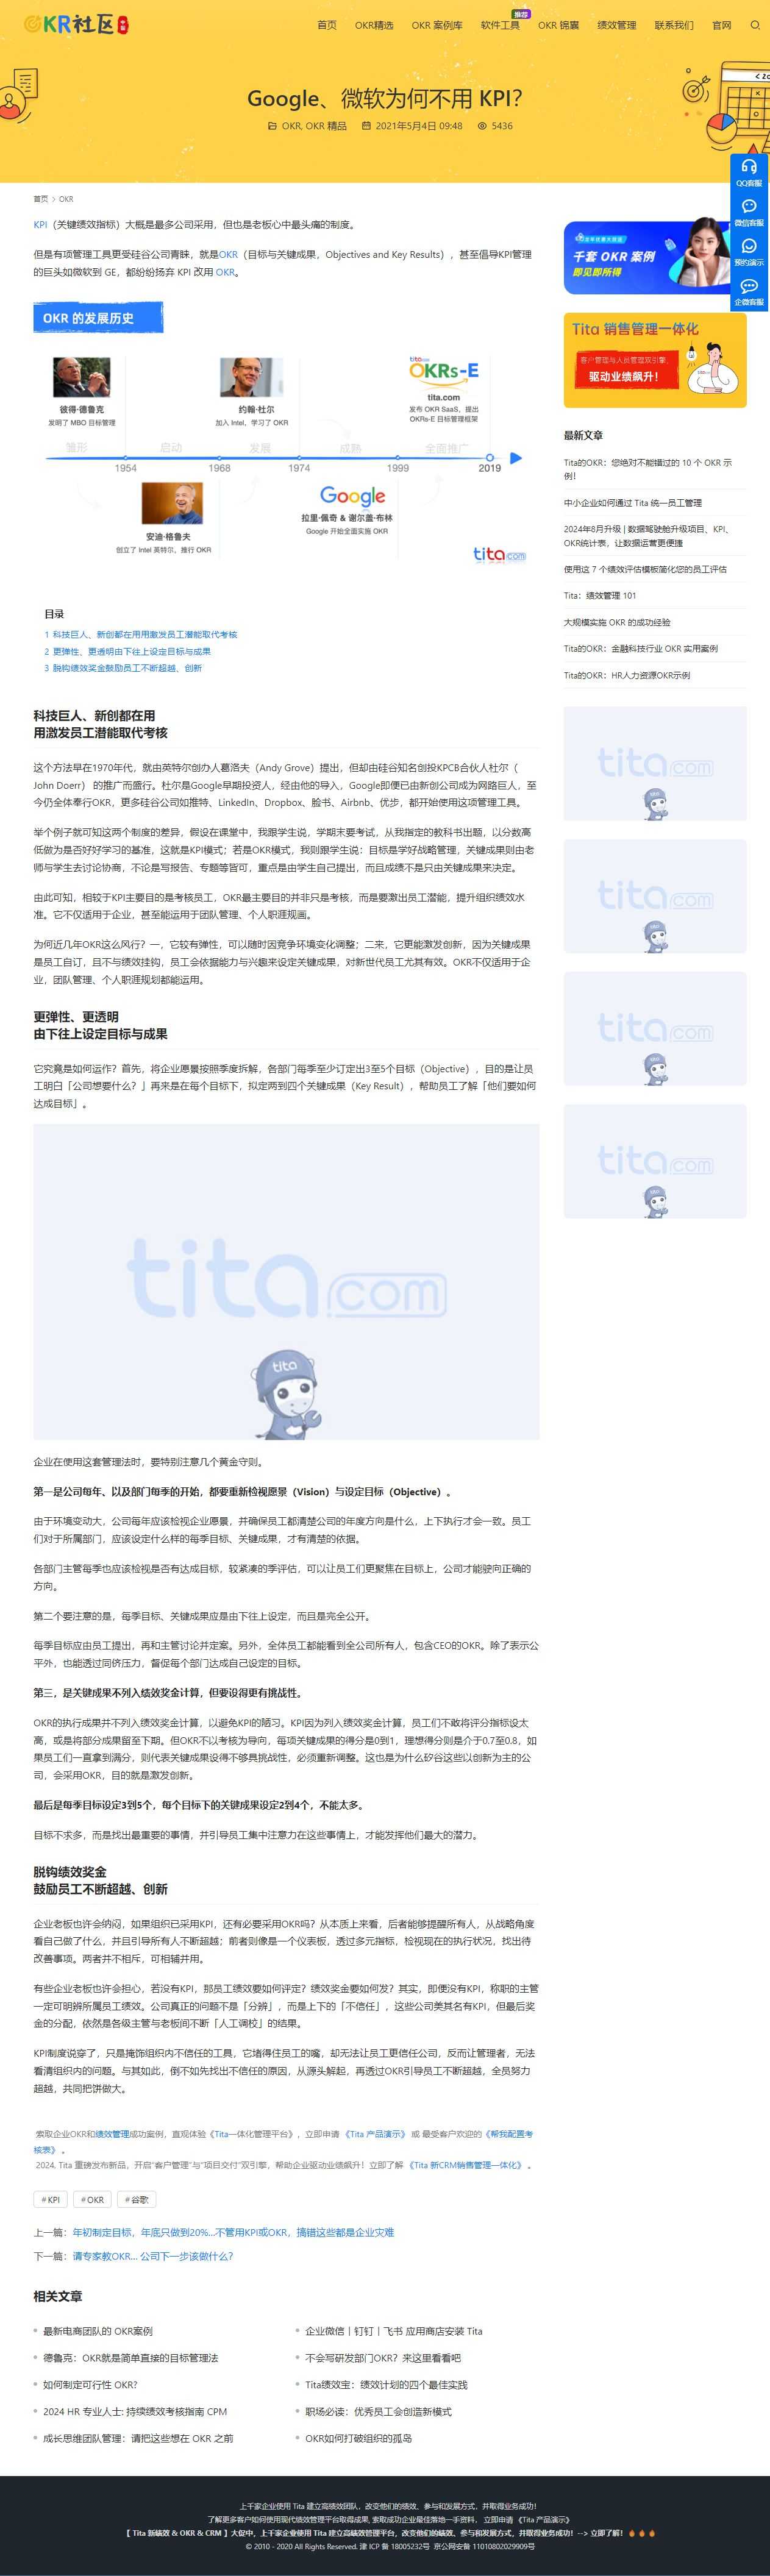 OKR社区
首页
OKR精选
OKR 案例库
软件工具
推荐
OKR 锦囊
绩效管理
联系我们
官网
Google、微软为何不用 KPI?
OKR, OKR 精品
2021年5月4日 09:48
5436
QQ客服
微信客服
预约演示
企微客服
首页 > OKR
KPI（关键绩效指标）大概是最多公司采用，但也是老板心中最头痛的制度。
但是有项管理工具更受硅谷公司青睐，就是OKR（目标与关键成果，Objectives and Key Results），甚至倡导KPI管理
的巨头如微软到 GE，都纷纷扬弃 KPI 改用 OKR。
OKR 的发展历史
彼得·德鲁克
发明了 MBO 目标管理
约翰·杜尔
加入 Intel，学习了 OKR
tita.com
OKRs-E
tita.com
发布 OKR SaaS，提出
OKRs-E 目标管理框架
雏形
启动
发展
成熟
全面推广
1954
1968
1974
1999
2019
安迪·格鲁夫
创立了 Intel 英特尔，推行 OKR
Google
拉里·佩奇 & 谢尔盖·布林
Google 开始全面实施 OKR
tita.com
目录
1 科技巨人、新创都在用用激发员工潜能取代考核
2 更弹性、更透明由下往上设定目标与成果
3 脱钩绩效奖金鼓励员工不断超越、创新
科技巨人、新创都在用
用激发员工潜能取代考核
这个方法早在1970年代，就由英特尔创办人葛洛夫（Andy Grove）提出，但却由硅谷知名创投KPCB合伙人杜尔（
John Doerr） 的推广而盛行。杜尔是Google早期投资人，经由他的导入，Google即便已由新创公司成为网路巨人，至
今仍全体奉行OKR，更多硅谷公司如推特、LinkedIn、Dropbox、脸书、Airbnb、优步，都开始使用这项管理工具。
举个例子就可知这两个制度的差异，假设在课堂中，我跟学生说，学期末要考试，从我指定的教科书出题，以分数高
低做为是否好好学习的基准，这就是KPI模式；若是OKR模式，我则跟学生说：目标是学好战略管理，关键成果则由老
师与学生去讨论协商，不论是写报告、专题等皆可，重点是由学生自己提出，而且成绩不是只由关键成果来决定。
由此可知，相较于KPI主要目的是考核员工，OKR最主要目的并非只是考核，而是要激出员工潜能，提升组织绩效水
准。它不仅适用于企业，甚至能运用于团队管理、个人职涯规画。
为何近几年OKR这么风行？一，它较有弹性，可以随时因竞争环境变化调整；二来，它更能激发创新，因为关键成果
是员工自订，且不与绩效挂钩，员工会依据能力与兴趣来设定关键成果，对新世代员工尤其有效。OKR不仅适用于企
业，团队管理、个人职涯规划都能运用。
更弹性、更透明
由下往上设定目标与成果
它究竟是如何运作？首先，将企业愿景按照季度拆解，各部门每季至少订定出3至5个目标（Objective），目的是让员
工明白「公司想要什么？」再来是在每个目标下，拟定两到四个关键成果（Key Result），帮助员工了解「他们要如何
达成目标」。
tita.com
tita
企业在使用这套管理法时，要特别注意几个黄金守则。
第一是公司每年、以及部门每季的开始，都要重新检视愿景（Vision）与设定目标（Objective）。
由于环境变动大，公司每年应该检视企业愿景，并确保员工都清楚公司的年度方向是什么，上下执行才会一致。员工
们对于所属部门，应该设定什么样的每季目标、关键成果，才有清楚的依据。
各部门主管每季也应该检视是否有达成目标，较紧凑的季评估，可以让员工们更聚焦在目标上，公司才能驶向正确的
方向。
第二个要注意的是，每季目标、关键成果应是由下往上设定，而且是完全公开。
每季目标应由员工提出，再和主管讨论并定案。另外，全体员工都能看到全公司所有人，包含CEO的OKR。除了表示公
平外，也能透过同侪压力，督促每个部门达成自己设定的目标。
第三，是关键成果不列入绩效奖金计算，但要设得更有挑战性。
OKR的执行成果并不列入绩效奖金计算，以避免KPI的陋习。KPI因为列入绩效奖金计算，员工们不敢将评分指标设太
高，或是将部分成果留至下期。但OKR不以考核为导向，每项关键成果的得分是0到1，理想得分则是介于0.7至0.8，如
果员工们一直拿到满分，则代表关键成果设得不够具挑战性，必须重新调整。这也是为什么矽谷这些以创新为主的公
司，会采用OKR，目的就是激发创新。
最后是每季目标设定3到5个，每个目标下的关键成果设定2到4个，不能太多。
目标不求多，而是找出最重要的事情，并引导员工集中注意力在这些事情上，才能发挥他们最大的潜力。
脱钩绩效奖金
鼓励员工不断超越、创新
企业老板也许会纳闷，如果组织已采用KPI，还有必要采用OKR吗？从本质上来看，后者能够提醒所有人，从战略角度
看自己做了什么，并且引导所有人不断超越；前者则像是一个仪表板，透过多元指标，检视现在的执行状况，找出待
改善事项。两者并不相斥，可相辅并用。
有些企业老板也许会担心，若没有KPI，那员工绩效要如何评定？绩效奖金要如何发？其实，即便没有KPI，称职的主管
一定可明辨所属员工绩效。公司真正的问题不是「分辨」，而是上下的「不信任」，这些公司美其名有KPI，但最后奖
金的分配，依然是各级主管与老板间不断「人工调校」的结果。
KPI制度说穿了，只是掩饰组织内不信任的工具，它堵得住员工的嘴，却无法让员工更信任公司，反而让管理者，无法
看清组织内的问题。与其如此，倒不如先找出不信任的原因，从源头解起，再透过OKR引导员工不断超越，全员努力
超越，共同把饼做大。
索取企业OKR和绩效管理成功案例，直观体验《Tita一体化管理平台》，立即申请 《Tita 产品演示》 或 最受客户欢迎的《帮我配置考
核表》 。
2024, Tita 重磅发布新品，开启“客户管理”与“项目交付”双引擎，帮助企业驱动业绩飙升！立即了解 《Tita 新CRM销售管理一体化》 。
#KPI
#OKR
#谷歌
上一篇：年初制定目标，年底只做到20%…不管用KPI或OKR，搞错这些都是企业灾难
下一篇：请专家教OKR… 公司下一步该做什么？
相关文章
最新电商团队的 OKR案例
企业微信丨钉钉丨飞书 应用商店安装 Tita
德鲁克：OKR就是简单直接的目标管理法
不会写研发部门OKR？来这里看看吧
如何制定可行性 OKR?
Tita绩效宝：绩效计划的四个最佳实践
2024 HR 专业人士: 持续绩效考核指南 CPM
职场必读：优秀员工会创造新模式
成长思维团队管理：请把这些想在 OKR 之前
OKR如何打破组织的孤岛
千套 OKR 案例
即见即所得
Tita 销售管理一体化
客户管理与人员管理双引擎，
驱动业绩飙升！
最新文章
Tita的OKR：您绝对不能错过的 10 个 OKR 示
例！
中小企业如何通过 Tita 统一员工管理
2024年8月升级 | 数据驾驶舱升级项目、KPI、
OKR统计表，让数据运营更便捷
使用这 7 个绩效评估模板简化您的员工评估
Tita：绩效管理 101
大规模实施 OKR 的成功经验
Tita的OKR：金融科技行业 OKR 实用案例
Tita的OKR：HR人力资源OKR示例
tita.com
tita.com
tita.com
tita.com
上千家企业使用 Tita 建立高绩效团队，改变他们的绩效、参与和发展方式，并取得业务成功！
了解更多客户如何使用现代绩效管理平台取得成果, 索取成功企业最佳落地一手资料， 立即申请 《Tita 产品演示》
【 Tita 新绩效 & OKR & CRM 】大促中，上千家企业使用 Tita 建立高绩效管理平台，改变他们的绩效、参与和发展方式，并取得业务成功！--> 立即了解！
© 2010 - 2020 All Rights Reserved. 津 ICP 备 18005232号 京公网安备 11010802029909号